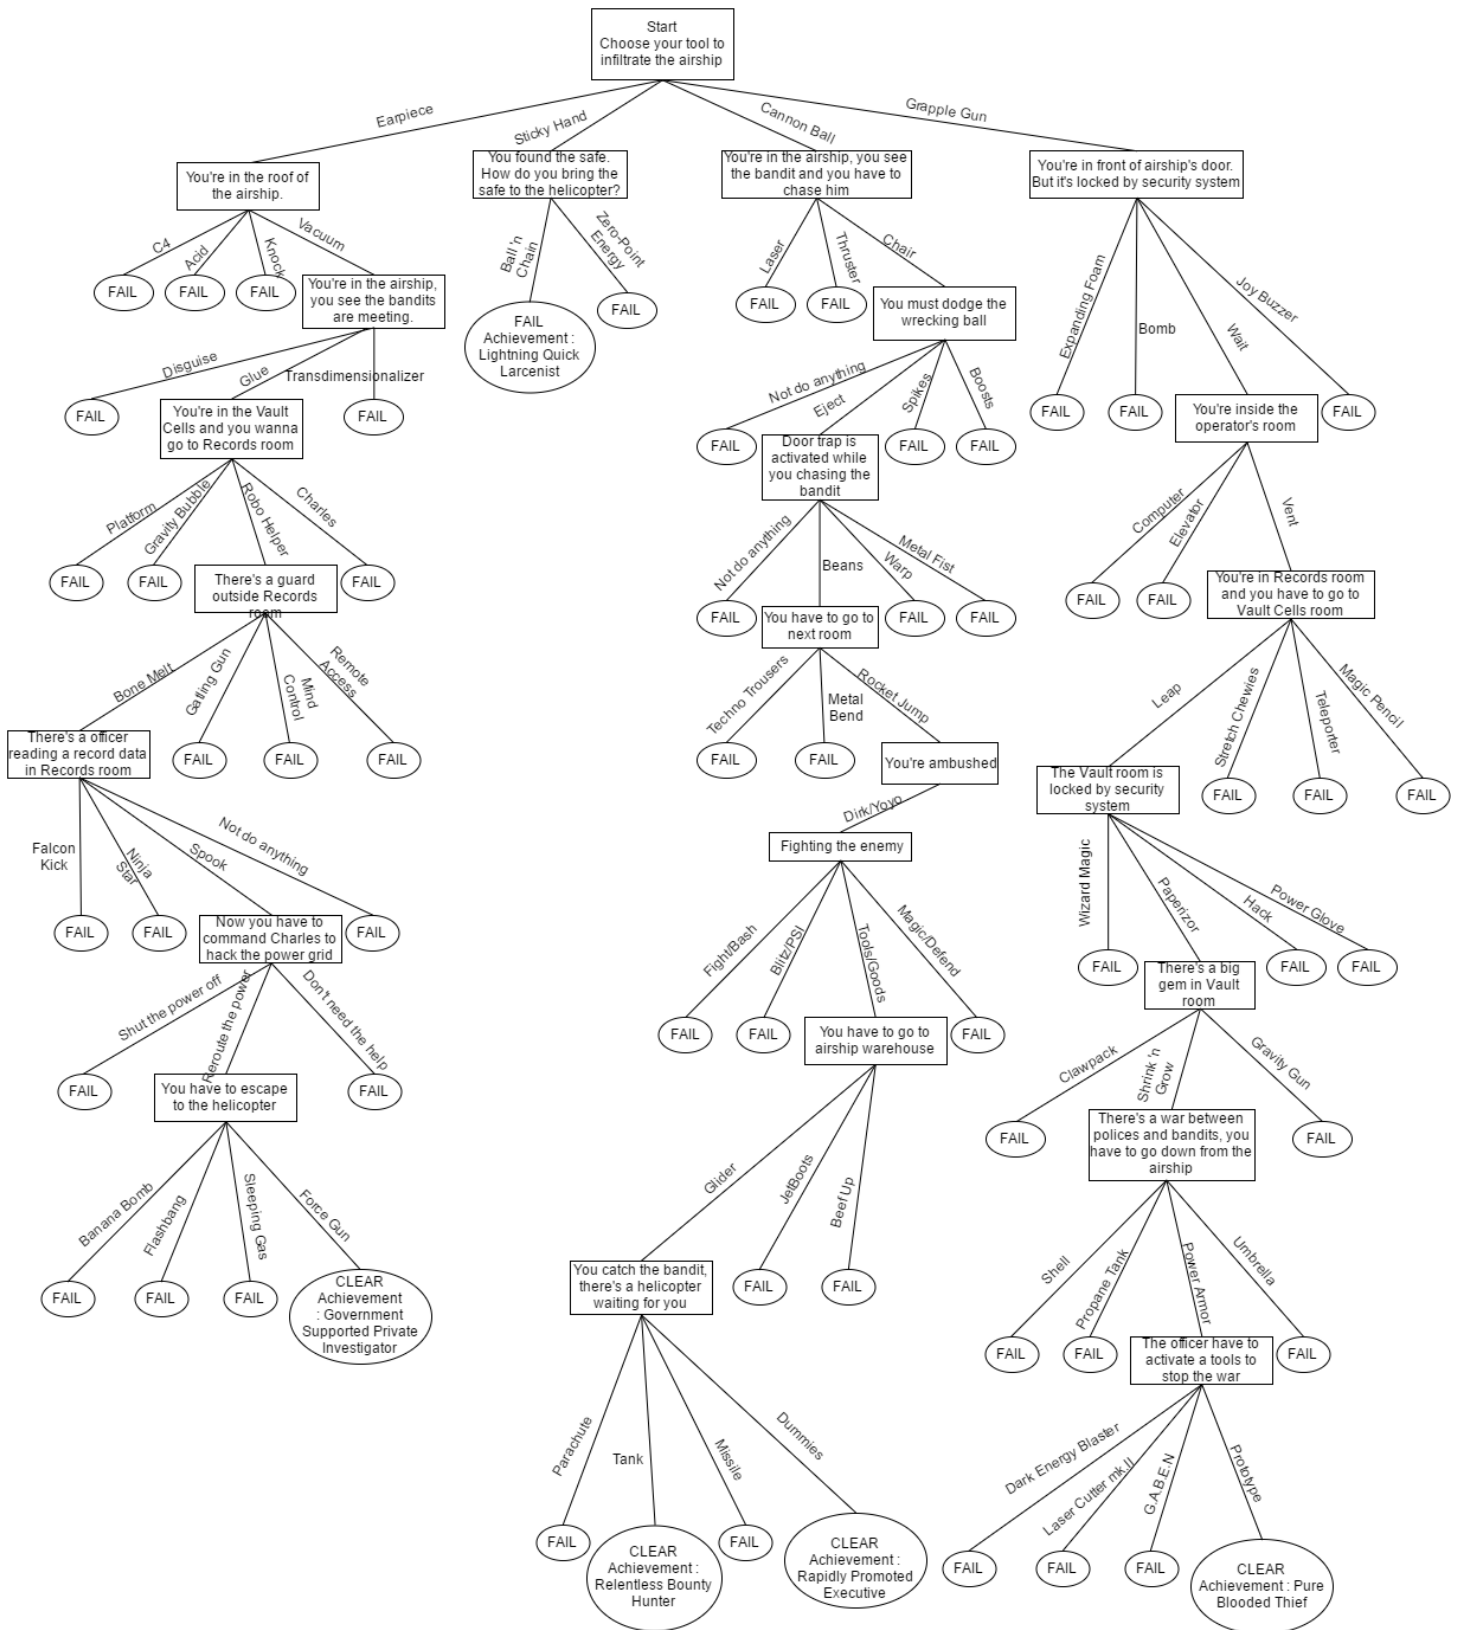 Start
Choose your tool to
infiltrate the airship
Earpiece
Sticky Hand
Cannon Ball
Grapple Gun
You're in the roof of
the airship.
You found the safe.
How do you bring the
safe to the helicopter?
You're in the airship, you see
the bandit and you have to
chase him
You're in front of airship's door.
But it's locked by security system
C4
Acid
Knock
Vacuum
Ball 'n
Chain
Zero-Point
Energy
Laser
Thruster
Chair
Expanding Foam
Bomb
Wait
Joy Buzzer
FAIL
FAIL
FAIL
You're in the airship,
you see the bandits
are meeting.
FAIL
Achievement :
Lightning Quick
Larcenist
FAIL
FAIL
FAIL
You must dodge the
wrecking ball
Disguise
Glue
Transdimensionalizer
Not do anything
Eject
Spikes
Boosts
FAIL
You're in the Vault
Cells and you wanna
go to Records room
FAIL
FAIL
Door trap is
activated while
you chasing the
bandit
FAIL
FAIL
FAIL
FAIL
You're inside the
operator's room
FAIL
Platform
Gravity Bubble
Robo Helper
Charles
Not do anything
Beans
Warp
Metal Fist
Computer
Elevator
Vent
FAIL
FAIL
There's a guard
outside Records
room
FAIL
FAIL
You have to go to
next room
FAIL
FAIL
FAIL
FAIL
You're in Records room
and you have to go to
Vault Cells room
Bone Melt
Gatling Gun
Mind
Control
Remote
Access
Techno Trousers
Metal
Bend
Rocket Jump
Leap
Stretch Chewies
Teleporter
Magic Pencil
There's a officer
reading a record data
in Records room
FAIL
FAIL
FAIL
FAIL
FAIL
You're ambushed
The Vault room is
locked by security
system
FAIL
FAIL
FAIL
Dirk/Yoyo
Fighting the enemy
Falcon
Kick
Ninja
Star
Spook
Not do anything
Fight/Bash
Blitz/PSI
Tools/Goods
Magic/Defend
Wizard Magic
Paperizor
Hack
Power Glove
FAIL
FAIL
Now you have to
command Charles to
hack the power grid
FAIL
FAIL
FAIL
You have to go to
airship warehouse
FAIL
FAIL
There's a big
gem in Vault
room
FAIL
FAIL
Shut the power off
Reroute the power
Don't need the help
Clawpack
Shrink 'n
Grow
Gravity Gun
FAIL
You have to escape
to the helicopter
FAIL
FAIL
There's a war between
polices and bandits, you
have to go down from the
airship
FAIL
Banana Bomb
Flashbang
Sleeping Gas
Force Gun
Glider
JetBoots
Beef Up
Shell
Propane Tank
Power Armor
Umbrella
FAIL
FAIL
FAIL
CLEAR
Achievement
: Government
Supported Private
Investigator
You catch the bandit,
there's a helicopter
waiting for you
FAIL
FAIL
FAIL
FAIL
The officer have to
activate a tools to
stop the war
FAIL
Parachute
Tank
Missile
Dummies
Dark Energy Blaster
Laser Cutter mk.II
G.A.B.E.N
Prototype
FAIL
CLEAR
Achievement :
Relentless Bounty
Hunter
FAIL
CLEAR
Achievement :
Rapidly Promoted
Executive
FAIL
FAIL
FAIL
CLEAR
Achievement : Pure
Blooded Thief